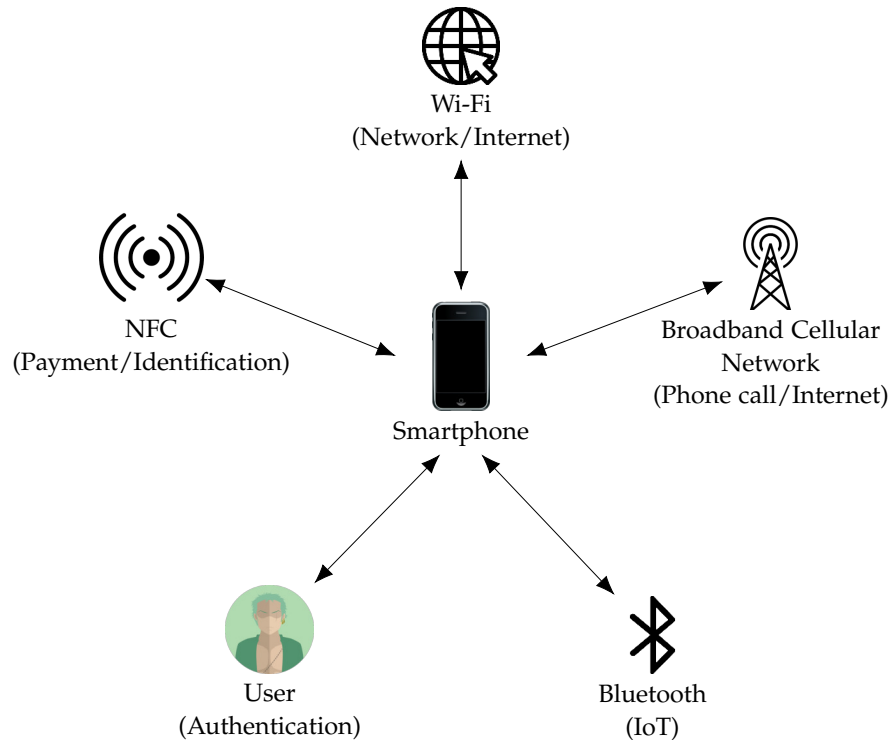 Wi-Fi
(Network/Internet)
NFC
(Payment/Identification)
Broadband Cellular
Network
(Phone call/Internet)
Smartphone
User
(Authentication)
Bluetooth
(IoT)